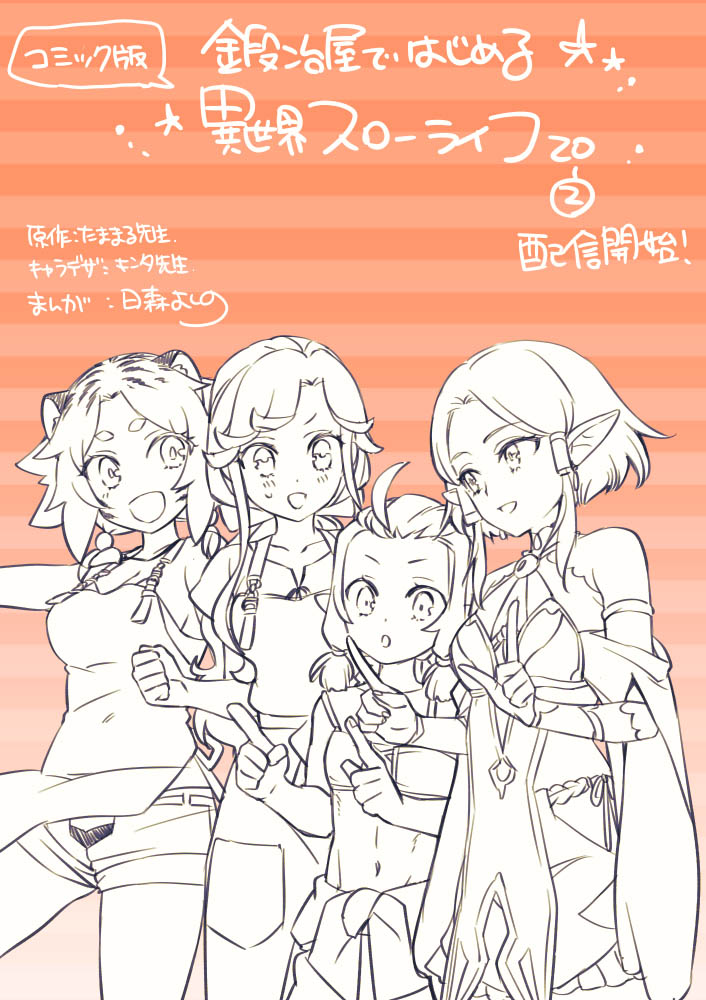 コミック版
鍛冶屋ではじめる
異世界スローライフ20
②
配信開始！
原作：たままる先生.
キャラデザ：キンタ先生.
まんが：日森よしの